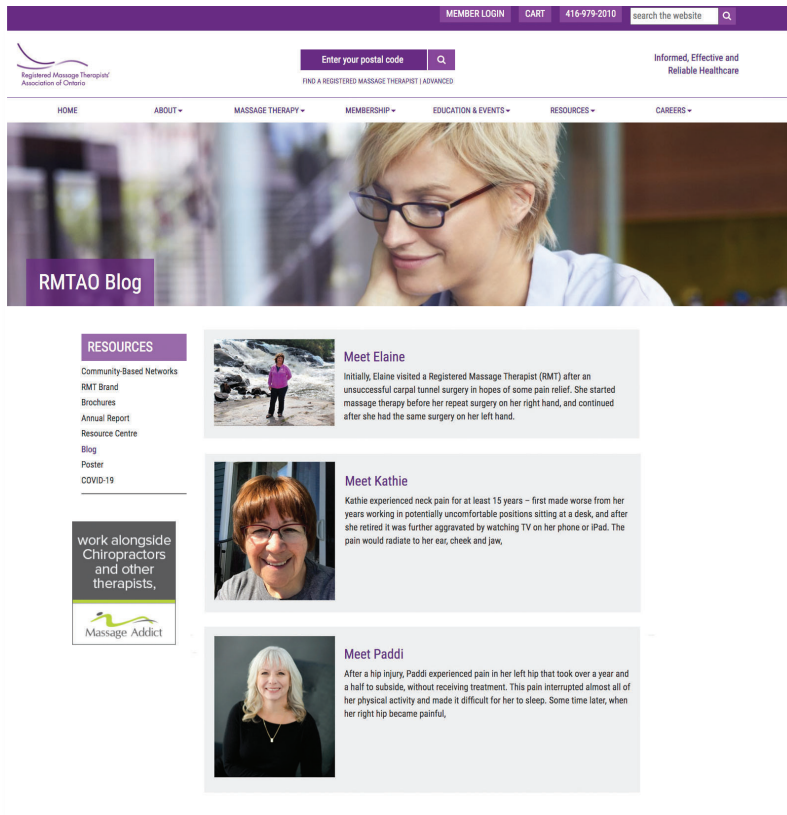 MEMBER LOGIN CART 416-979-2010 search the website
Registered Massage Therapists'
Association of Ontario
Enter your postal code
FIND A REGISTERED MASSAGE THERAPIST | ADVANCED
Informed, Effective and
Reliable Healthcare
HOME ABOUT MASSAGE THERAPY MEMBERSHIP EDUCATION & EVENTS RESOURCES CAREERS
RMTAO Blog
RESOURCES
Community-Based Networks
RMT Brand
Brochures
Annual Report
Resource Centre
Blog
Poster
COVID-19
work alongside
Chiropractors
and other
therapists,
Massage Addict
Meet Elaine
Initially, Elaine visited a Registered Massage Therapist (RMT) after an
unsuccessful carpal tunnel surgery in hopes of some pain relief. She started
massage therapy before her repeat surgery on her right hand, and continued
after she had the same surgery on her left hand.
Meet Kathie
Kathie experienced neck pain for at least 15 years – first made worse from her
years working in potentially uncomfortable positions sitting at a desk, and after
she retired it was further aggravated by watching TV on her phone or iPad. The
pain would radiate to her ear, cheek and jaw,
Meet Paddi
After a hip injury, Paddi experienced pain in her left hip that took over a year and
a half to subside, without receiving treatment. This pain interrupted almost all of
her physical activity and made it difficult for her to sleep. Some time later, when
her right hip became painful,